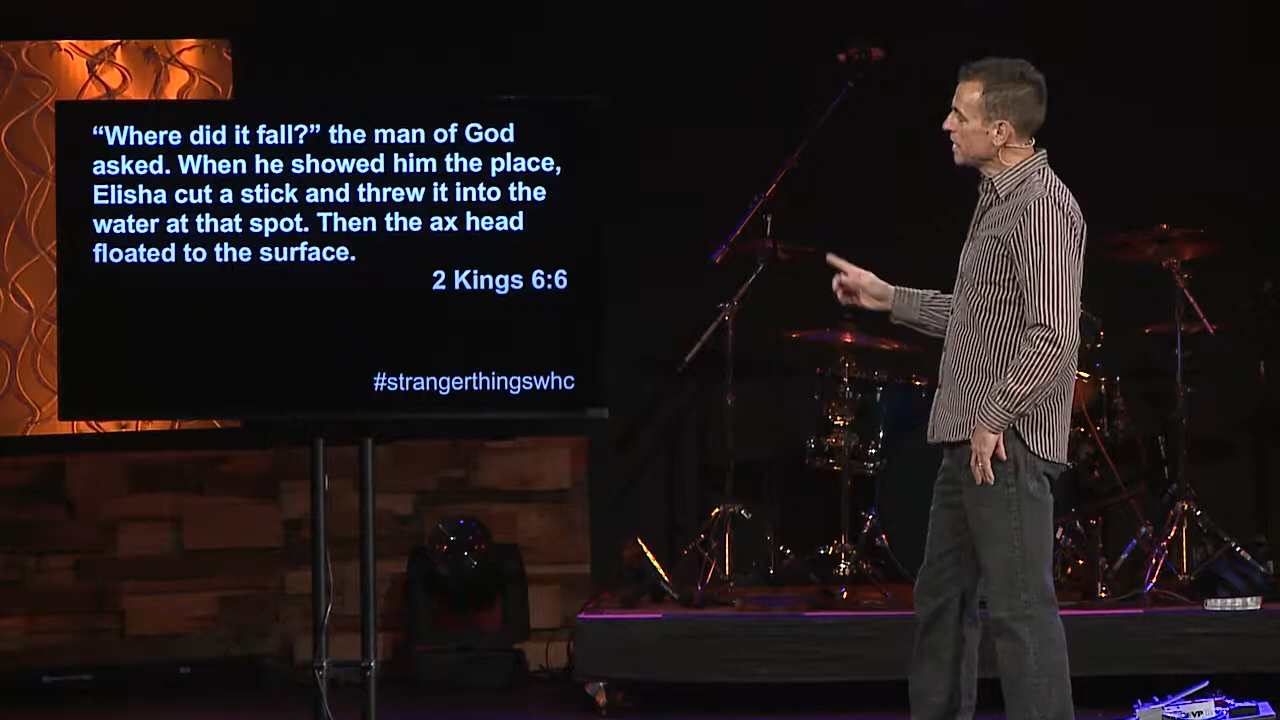 “Where did it fall?” the man of God
asked. When he showed him the place,
Elisha cut a stick and threw it into the
water at that spot. Then the ax head
floated to the surface.
2 Kings 6:6
#strangerthingswhc
VP